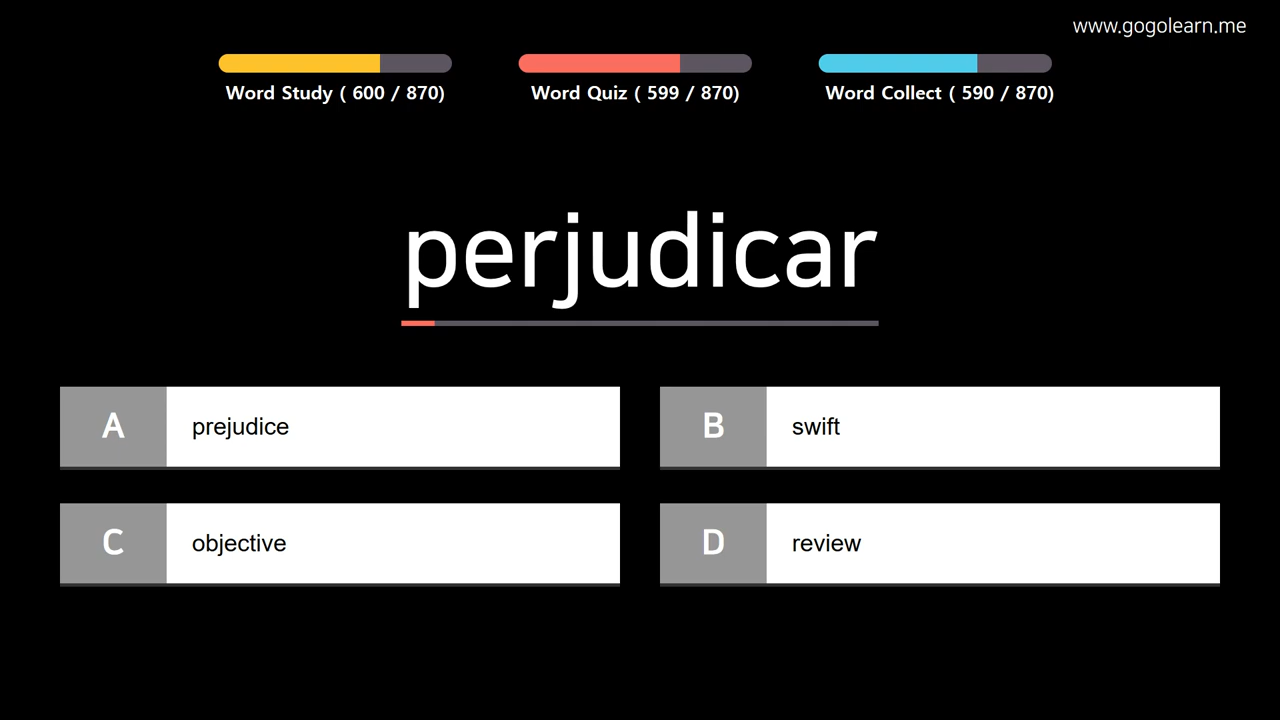 www.gogolearn.me
Word Study ( 600 / 870)
Word Quiz ( 599 / 870)
Word Collect ( 590 / 870)
perjudicar
A prejudice
B swift
C objective
D review